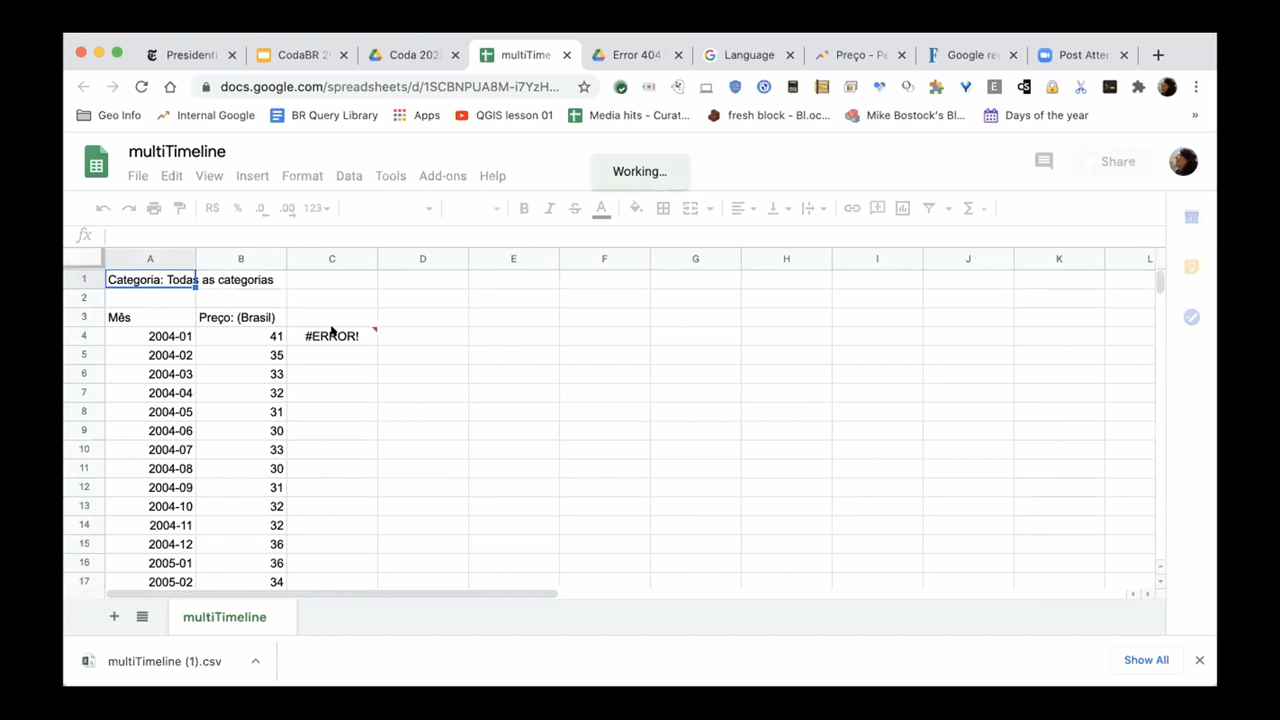 Presidenti
CodaBR 2
Coda 202
multiTime
Error 404
Language
Preço - Pe
Google re
Post Atter
docs.google.com/spreadsheets/d/1SCBNPUA8M-i7YzH...
Geo Info
Internal Google
BR Query Library
Apps
QGIS lesson 01
Media hits - Curat...
fresh block - Bl.oc...
Mike Bostock's Bl...
Days of the year
»
multiTimeline
Working...
Share
File Edit View Insert Format Data Tools Add-ons Help
R$ % .0 .00 123
B I S A
fx
A B C D E F G H I J K L
1 Categoria: Todas as categorias
2
3 Mês Preço: (Brasil)
4 2004-01 41 #ERROR!
5 2004-02 35
6 2004-03 33
7 2004-04 32
8 2004-05 31
9 2004-06 30
10 2004-07 33
11 2004-08 30
12 2004-09 31
13 2004-10 32
14 2004-11 32
15 2004-12 36
16 2005-01 36
17 2005-02 34
multiTimeline
multiTimeline (1).csv
Show All